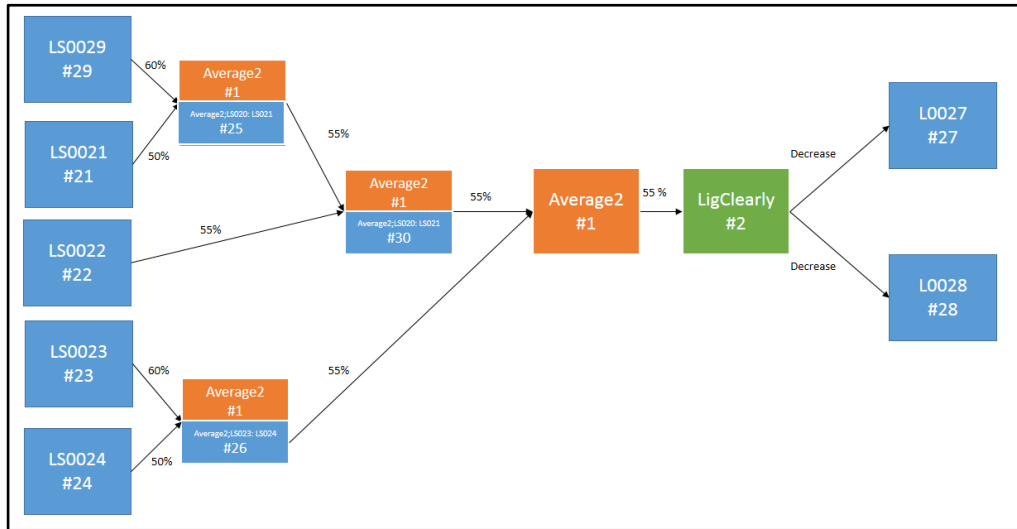 LS0029
#29
60%
Average2
#1
Average2;LS020: LS021
#25
LS0021
#21
50%
55%
Average2
#1
Average2;LS020: LS021
#30
LS0022
#22
55%
55%
Average2
#1
55 %
LigClearly
#2
Decrease
L0027
#27
Decrease
L0028
#28
LS0023
#23
60%
Average2
#1
Average2;LS023: LS024
#26
55%
LS0024
#24
50%